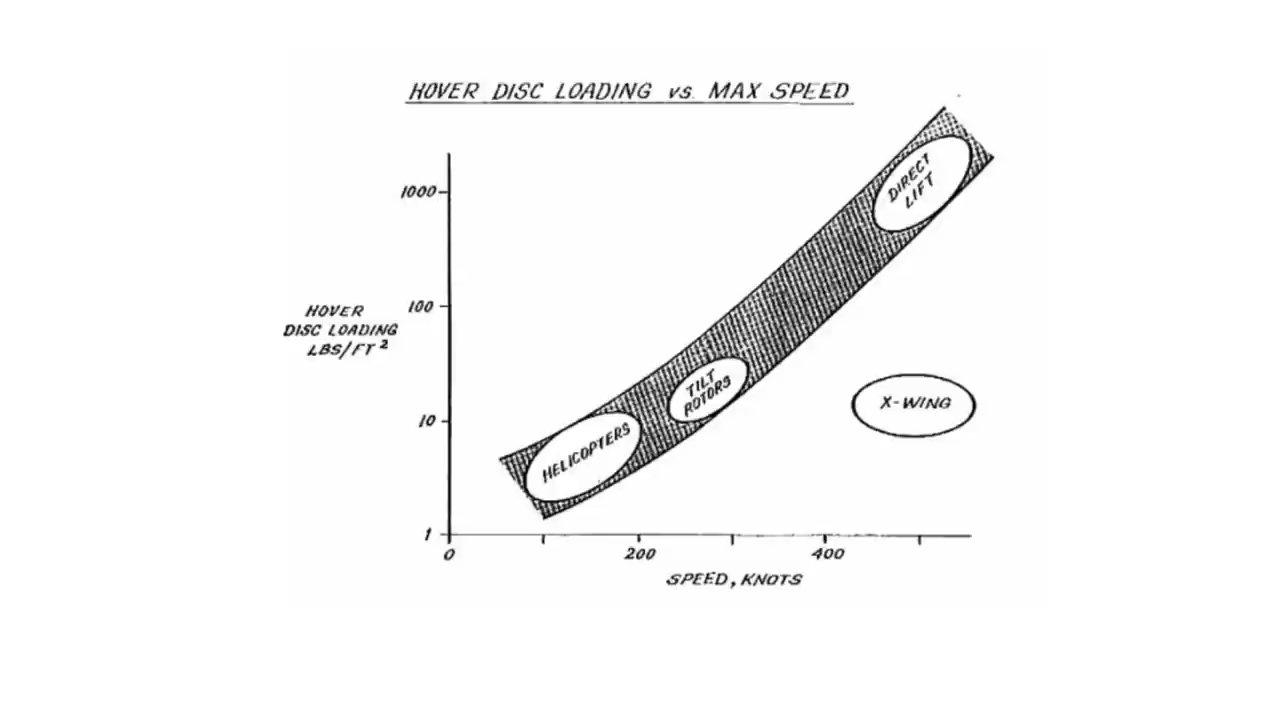 HOVER DISC LOADING vs. MAX SPEED
1000
100
10
1
HOVER
DISC LOADING
LBS/FT²
DIRECT
LIFT
TILT
ROTORS
HELICOPTERS
X-WING
0
200
400
SPEED, KNOTS